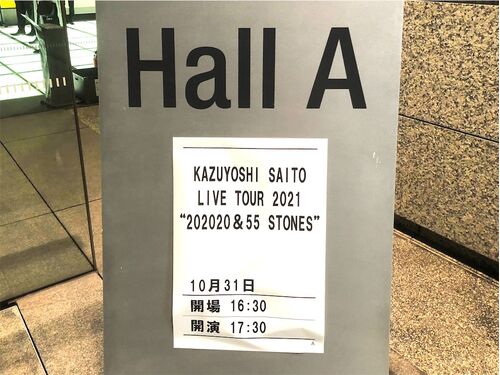 Hall A
KAZUYOSHI SAITO
LIVE TOUR 2021
“202020＆55 STONES”
10月31日
開場 16:30
開演 17:30